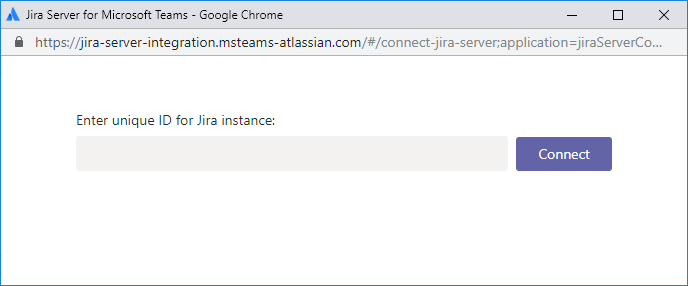 Jira Server for Microsoft Teams - Google Chrome
https://jira-server-integration.msteams-atlassian.com/#/connect-jira-server;application=jiraServerCo...
Enter unique ID for Jira instance:
Connect